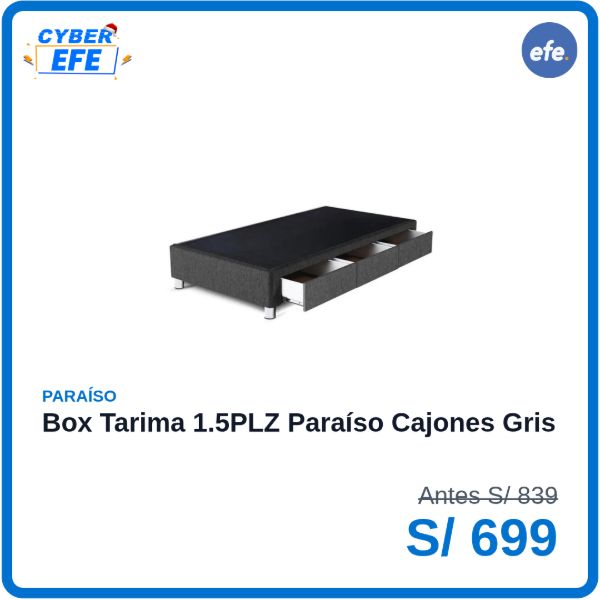 CYBER
EFE
efe.
PARAÍSO
Box Tarima 1.5PLZ Paraíso Cajones Gris
Antes S/ 839
S/ 699